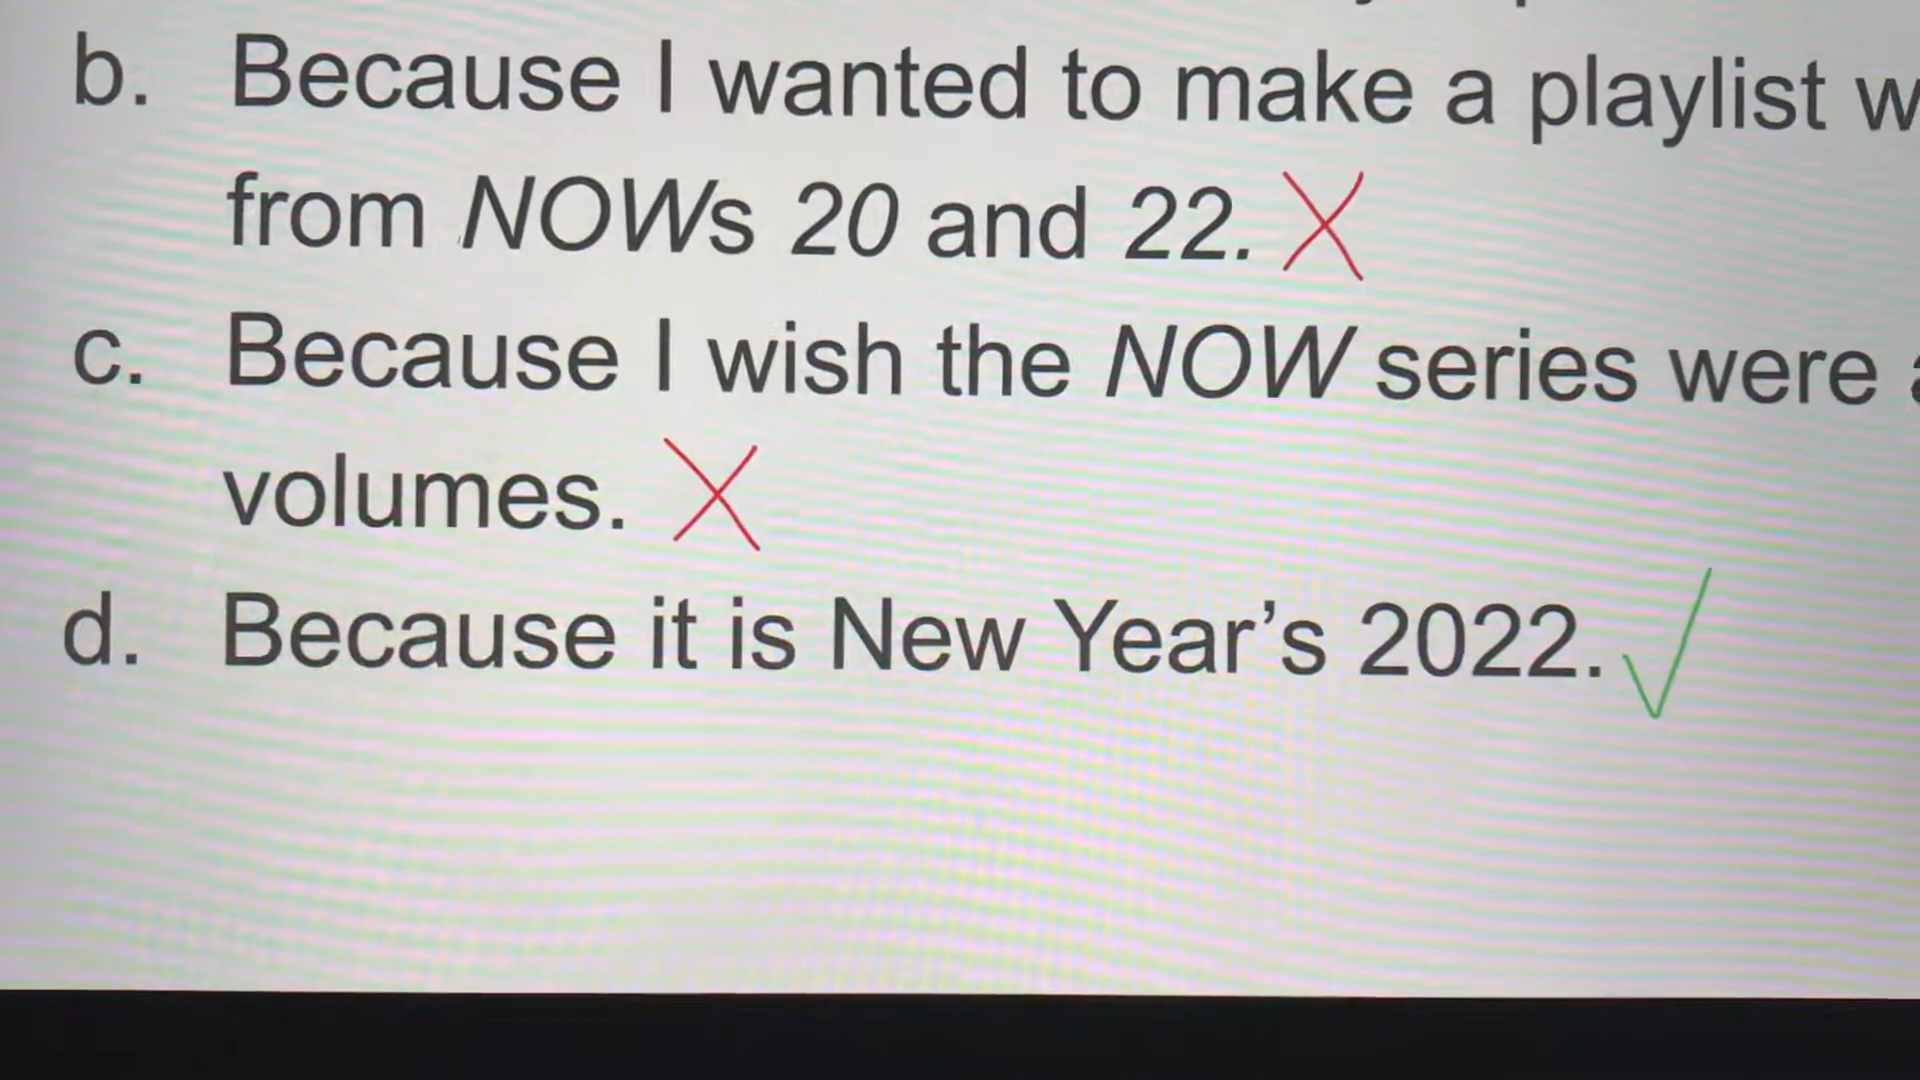 b. Because I wanted to make a playlist
from NOWs 20 and 22.
c. Because I wish the NOW series were
volumes.
d. Because it is New Year’s 2022.